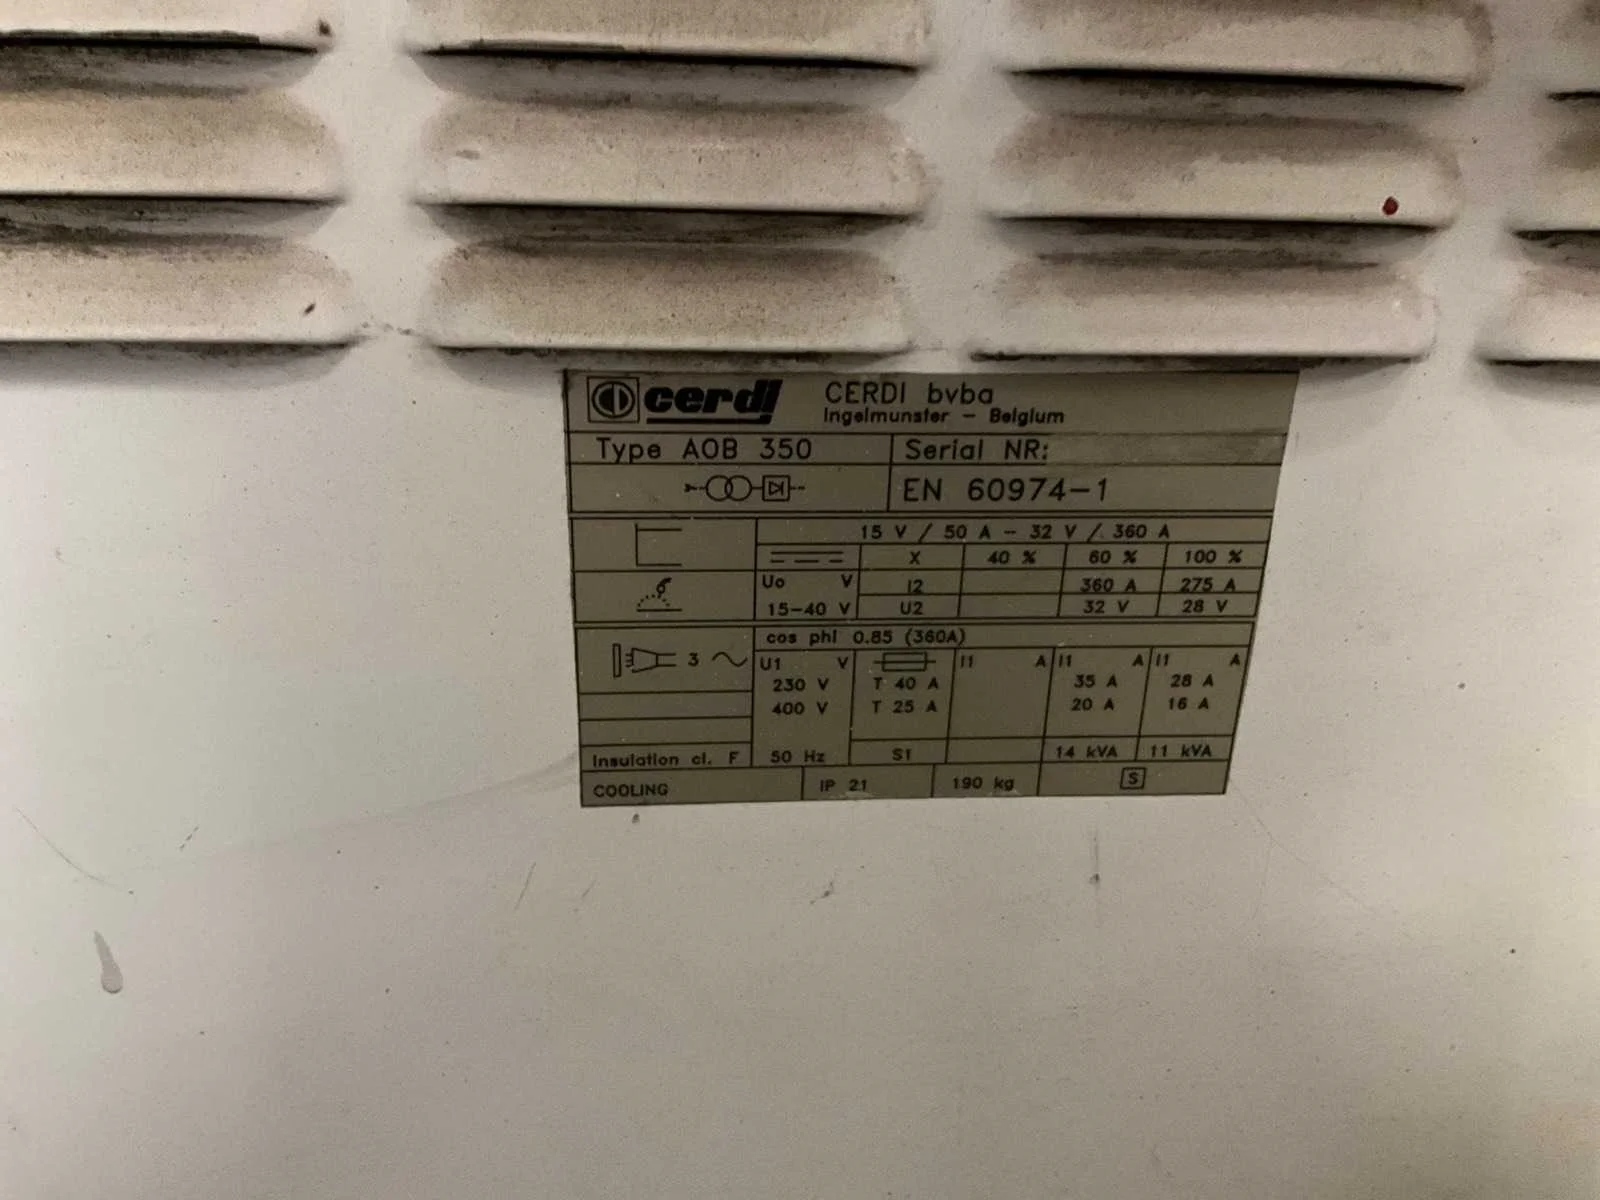 cerdi CERDI bvba
Ingelmunster - Belgium
Type AOB 350 Serial NR:
EN 60974-1
15 V / 50 A - 32 V / 360 A
X 40 % 60 % 100 %
Uo V I2 360 A 275 A
15-40 V U2 32 V 28 V
cos phi 0.85 (360A)
3 U1 V I1 A I1 A I1 A
230 V T 40 A 35 A 28 A
400 V T 25 A 20 A 16 A
Insulation cl. F 50 Hz S1 14 kVA 11 kVA
COOLING IP 21 190 kg S